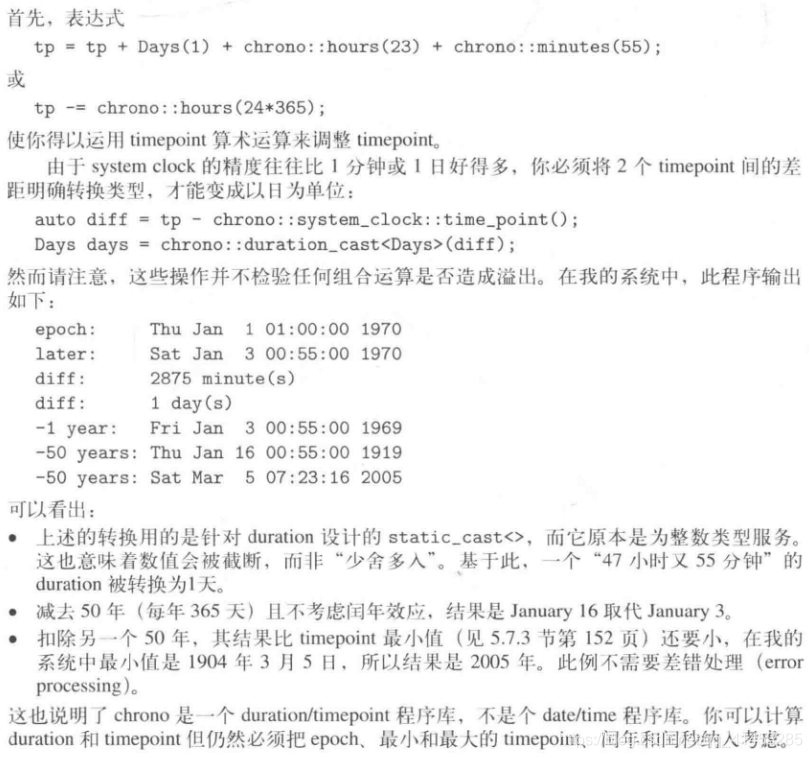 首先，表达式
tp = tp + Days(1) + chrono::hours(23) + chrono::minutes(55);
或
tp -= chrono::hours(24*365);
使你得以运用 timepoint 算术运算来调整 timepoint。
由于 system clock 的精度往往比 1 分钟或 1 日好得多，你必须将 2 个 timepoint 间的差
距明确转换类型，才能变成以日为单位：
auto diff = tp - chrono::system_clock::time_point();
Days days = chrono::duration_cast<Days>(diff);
然而请注意，这些操作并不检验任何组合运算是否造成溢出。在我的系统中，此程序输出
如下：
epoch: Thu Jan 1 01:00:00 1970
later: Sat Jan 3 00:55:00 1970
diff: 2875 minute(s)
diff: 1 day(s)
-1 year: Fri Jan 3 00:55:00 1969
-50 years: Thu Jan 16 00:55:00 1919
-50 years: Sat Mar 5 07:23:16 2005
可以看出：
• 上述的转换用的是针对 duration 设计的 static_cast<>，而它原本是为整数类型服务。
这也意味着数值会被截断，而非“少舍多入”。基于此，一个“47 小时又 55 分钟”的
duration 被转换为1天。
• 减去 50 年（每年 365 天）且不考虑闰年效应，结果是 January 16 取代 January 3。
• 扣除另一个 50 年，其结果比 timepoint 最小值（见 5.7.3 节第 152 页）还要小，在我的
系统中最小值是 1904 年 3 月 5 日，所以结果是 2005 年。此例不需要差错处理（error
processing）。
这也说明了 chrono 是一个 duration/timepoint 程序库，不是个 date/time 程序库。你可以计算
duration 和 timepoint 但仍然必须把 epoch、最小和最大的 timepoint、闰年和闰秒纳入考虑。